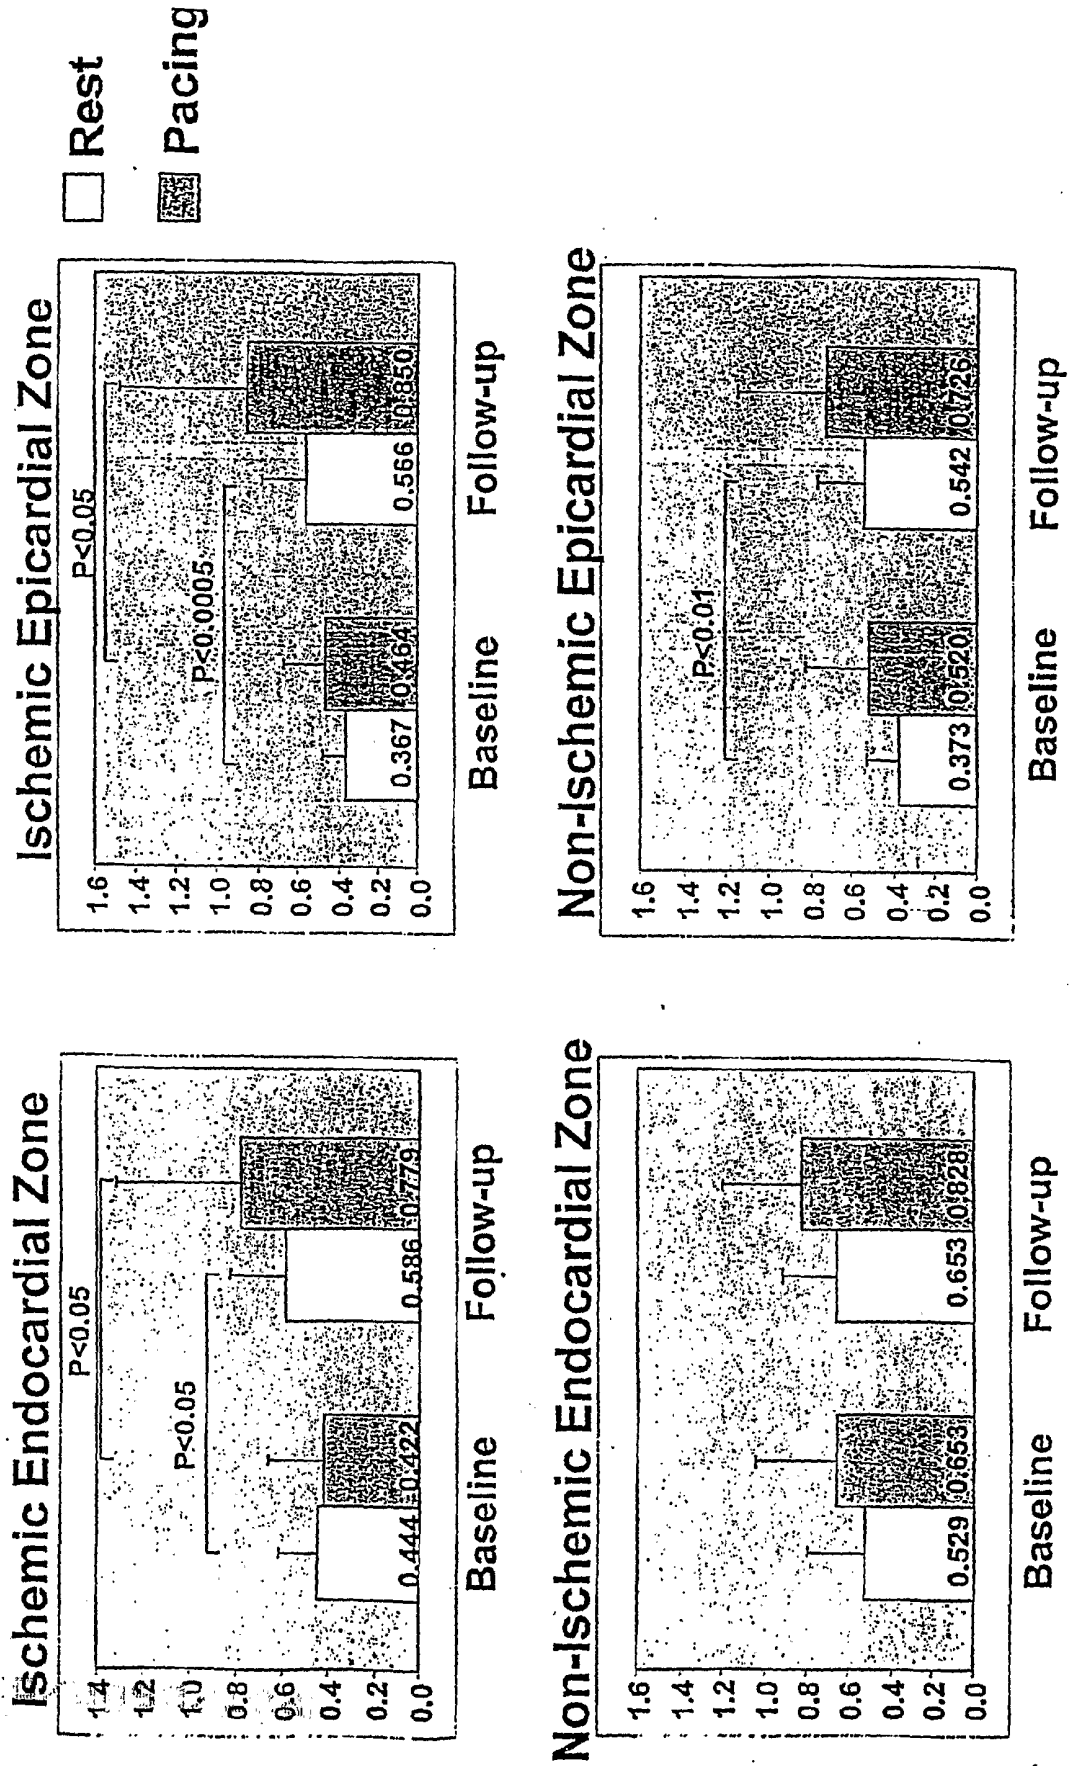 Ischemic Endocardial Zone
P<0.05
P<0.05
1.4
1.2
1.0
0.8
0.6
0.4
0.2
0.0
0.444
0.422
0.586
0.779
Baseline
Follow-up
Ischemic Epicardial Zone
P<0.05
P<0.0005
1.6
1.4
1.2
1.0
0.8
0.6
0.4
0.2
0.0
0.367
0.464
0.566
0.850
Baseline
Follow-up
Rest
Pacing
Non-Ischemic Endocardial Zone
1.6
1.4
1.2
1.0
0.8
0.6
0.4
0.2
0.0
0.529
0.653
0.653
0.828
Baseline
Follow-up
Non-Ischemic Epicardial Zone
P<0.01
1.6
1.4
1.2
1.0
0.8
0.6
0.4
0.2
0.0
0.373
0.520
0.542
0.726
Baseline
Follow-up